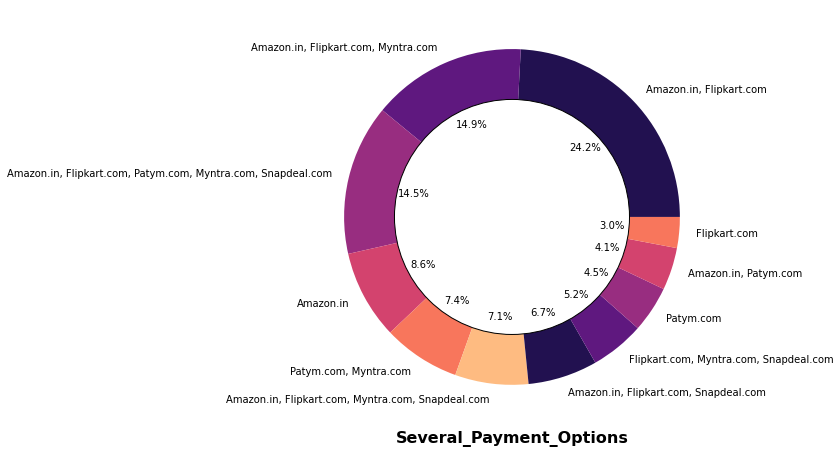 Amazon.in, Flipkart.com, Myntra.com
Amazon.in, Flipkart.com
14.9%
24.2%
Amazon.in, Flipkart.com, Patym.com, Myntra.com, Snapdeal.com
14.5%
3.0%
Flipkart.com
4.1%
8.6%
4.5%
Amazon.in, Patym.com
5.2%
7.4%
Amazon.in
6.7%
7.1%
Patym.com
Flipkart.com, Myntra.com, Snapdeal.com
Patym.com, Myntra.com
Amazon.in, Flipkart.com, Snapdeal.com
Amazon.in, Flipkart.com, Myntra.com, Snapdeal.com
Several_Payment_Options